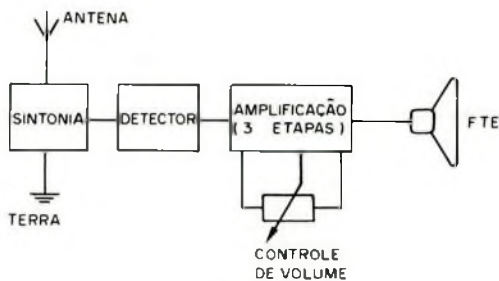 ANTENA
SINTONIA
DETECTOR
AMPLIFICAÇÃO
( 3 ETAPAS )
FTE
TERRA
CONTROLE
DE VOLUME